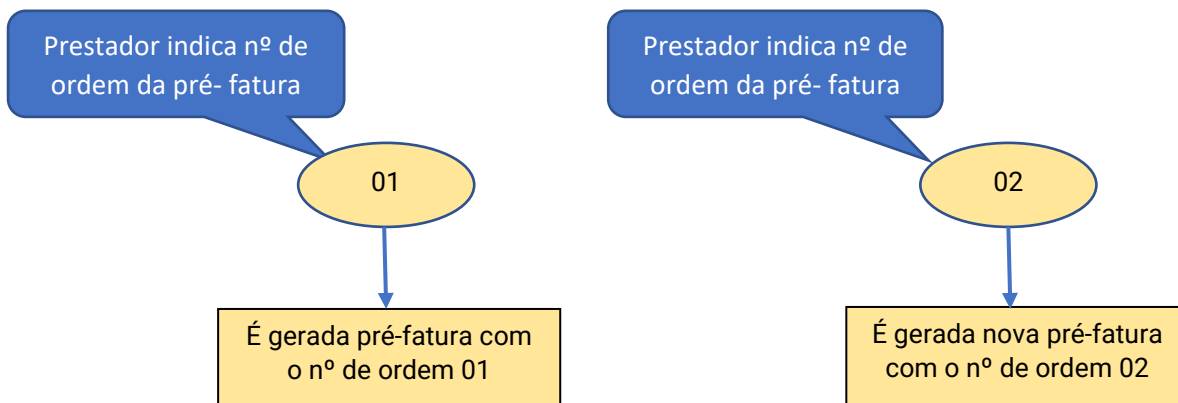 Prestador indica nº de
ordem da pré- fatura
01
É gerada pré-fatura com
o nº de ordem 01
Prestador indica nº de
ordem da pré- fatura
02
É gerada nova pré-fatura
com o nº de ordem 02